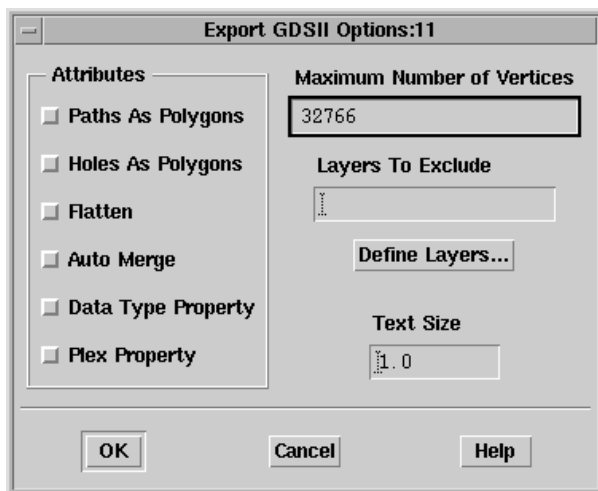 Export GDSII Options:11
Attributes
Paths As Polygons
Holes As Polygons
Flatten
Auto Merge
Data Type Property
Plex Property
Maximum Number of Vertices
32766
Layers To Exclude
Define Layers...
Text Size
1.0
OK
Cancel
Help